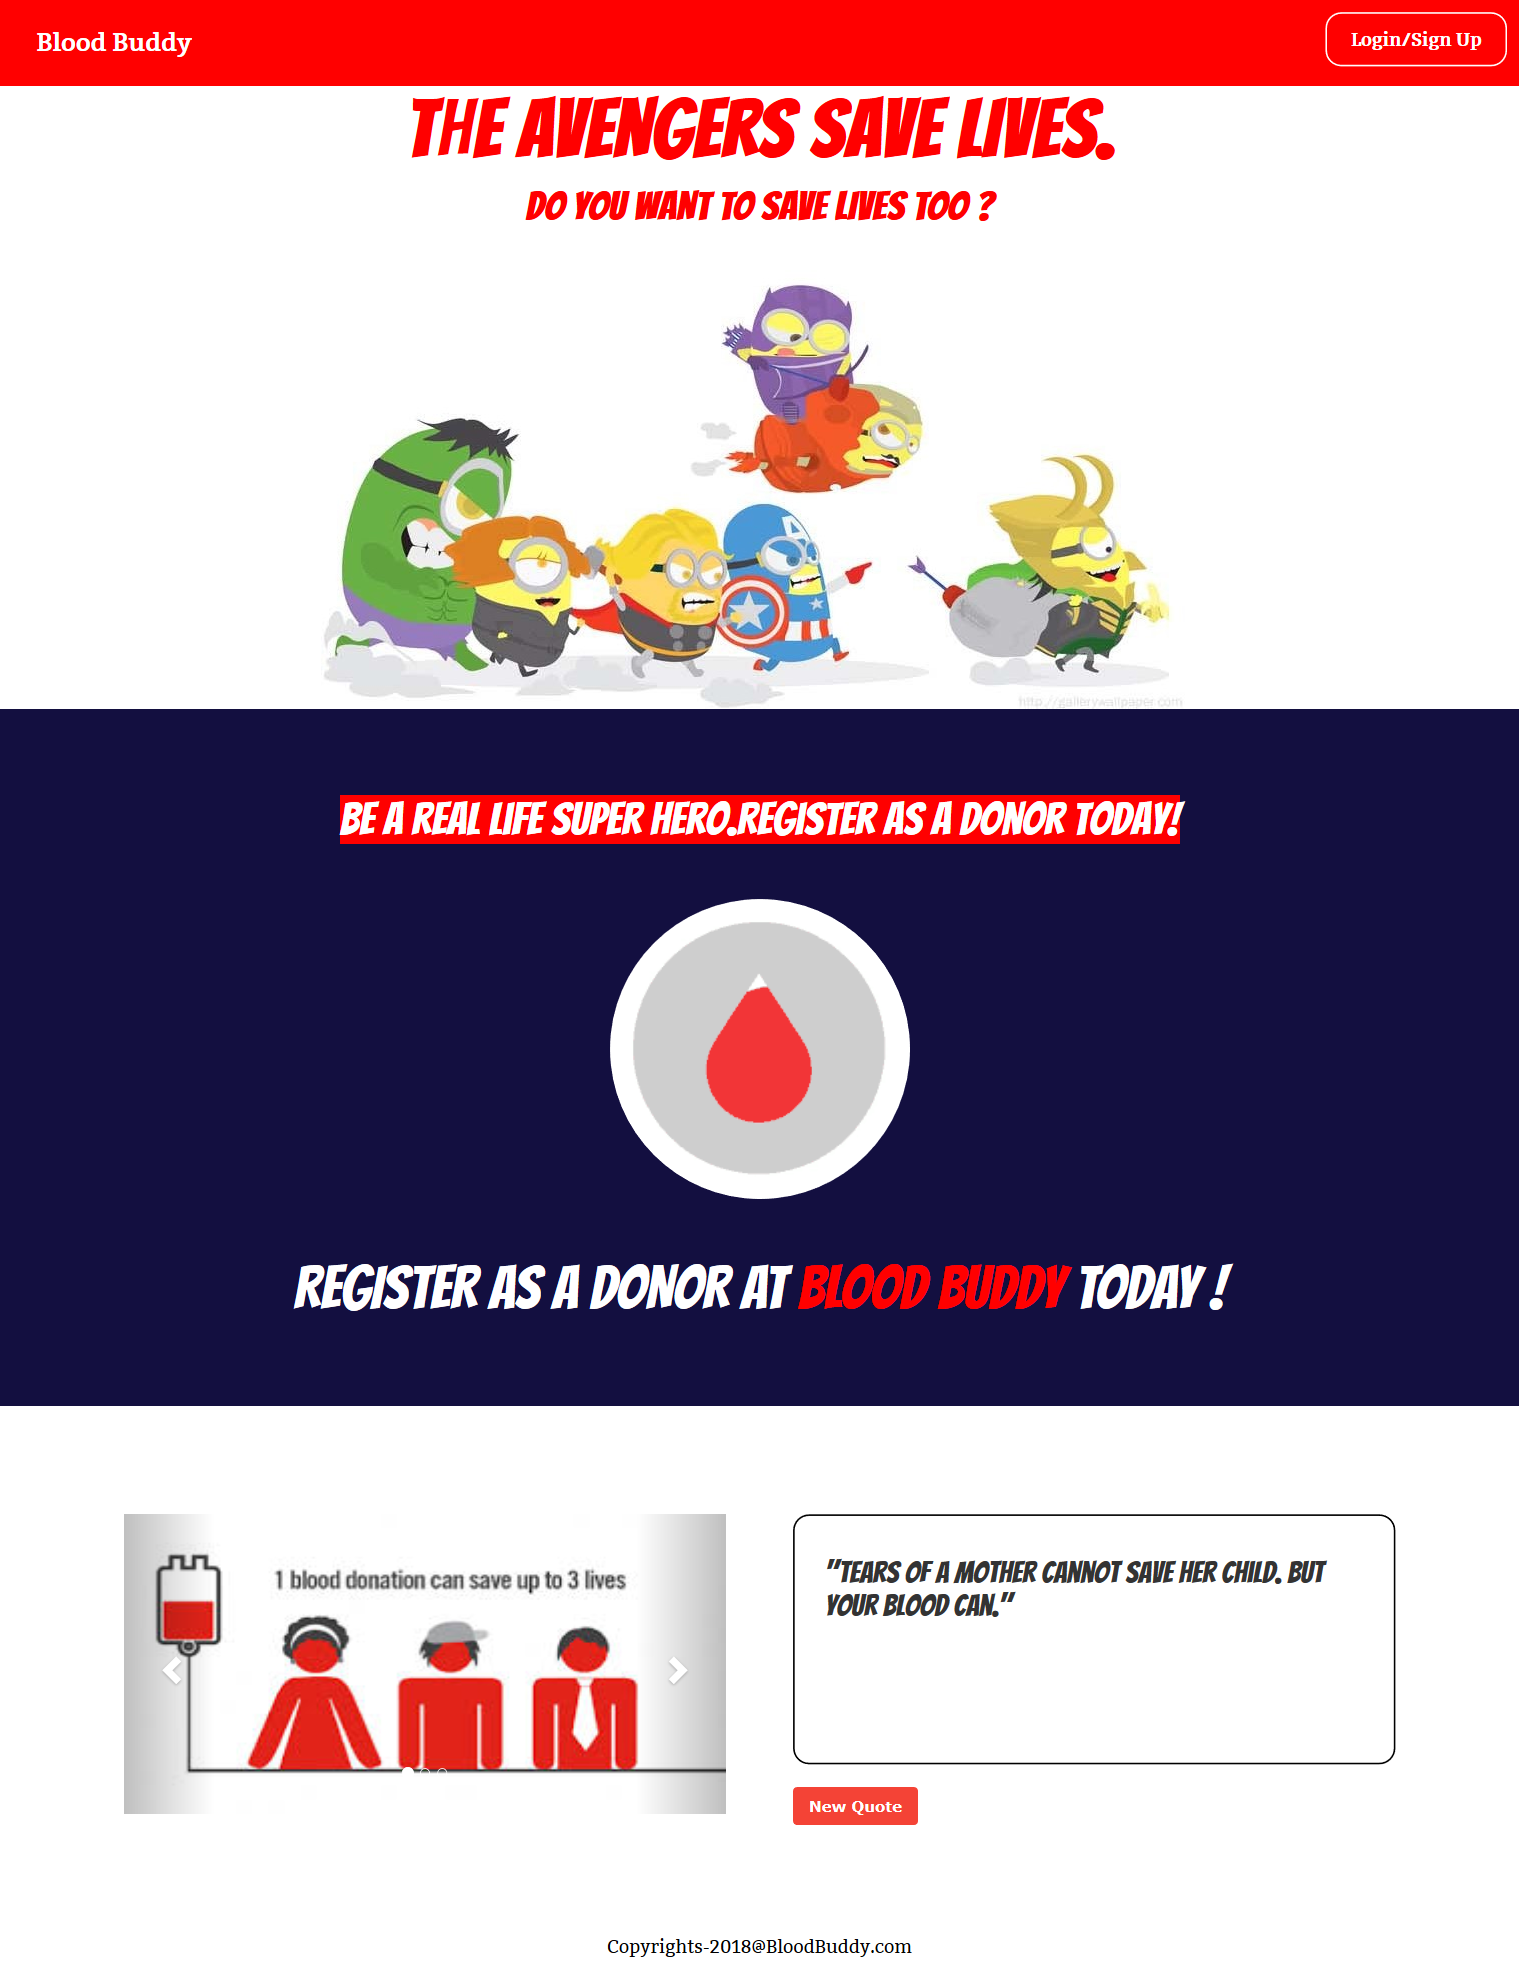 Blood Buddy
Login/Sign Up
THE AVENGERS SAVE LIVES.
DO YOU WANT TO SAVE LIVES TOO ?
A
http://gallerywallpaper.com
BE A REAL LIFE SUPER HERO.REGISTER AS A DONOR TODAY!
REGISTER AS A DONOR AT BLOOD BUDDY TODAY !
1 blood donation can save up to 3 lives
"TEARS OF A MOTHER CANNOT SAVE HER CHILD. BUT
YOUR BLOOD CAN."
New Quote
Copyrights-2018@BloodBuddy.com